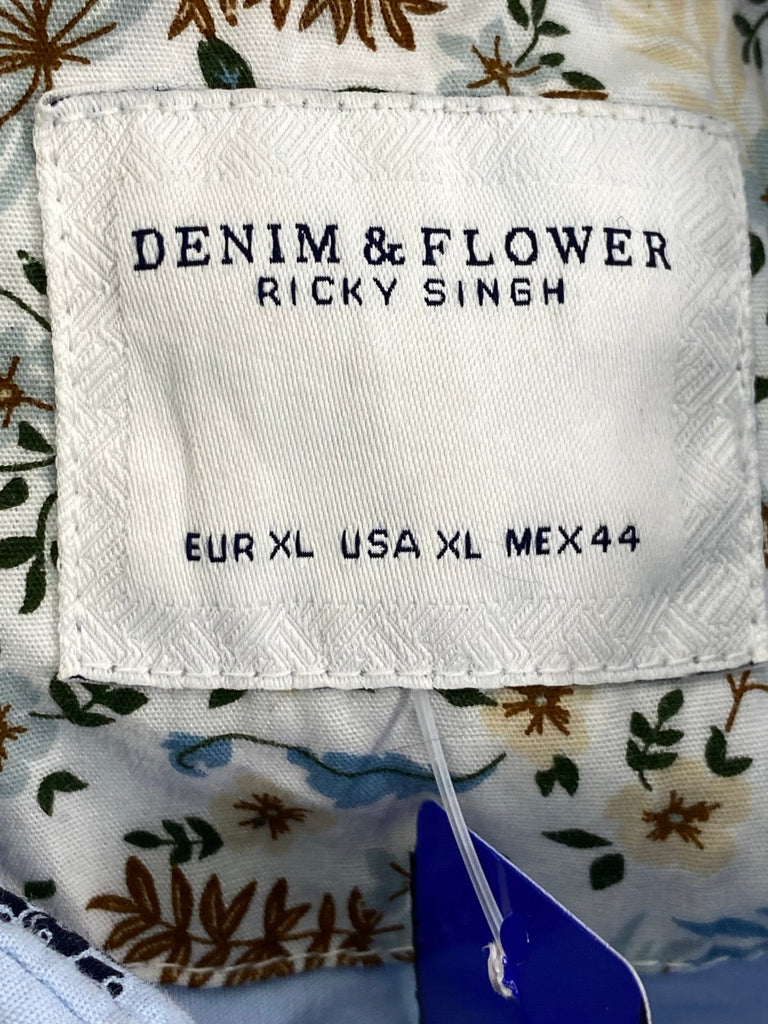 DENIM & FLOWER
RICKY SINGH
EUR XL USA XL MEX 44